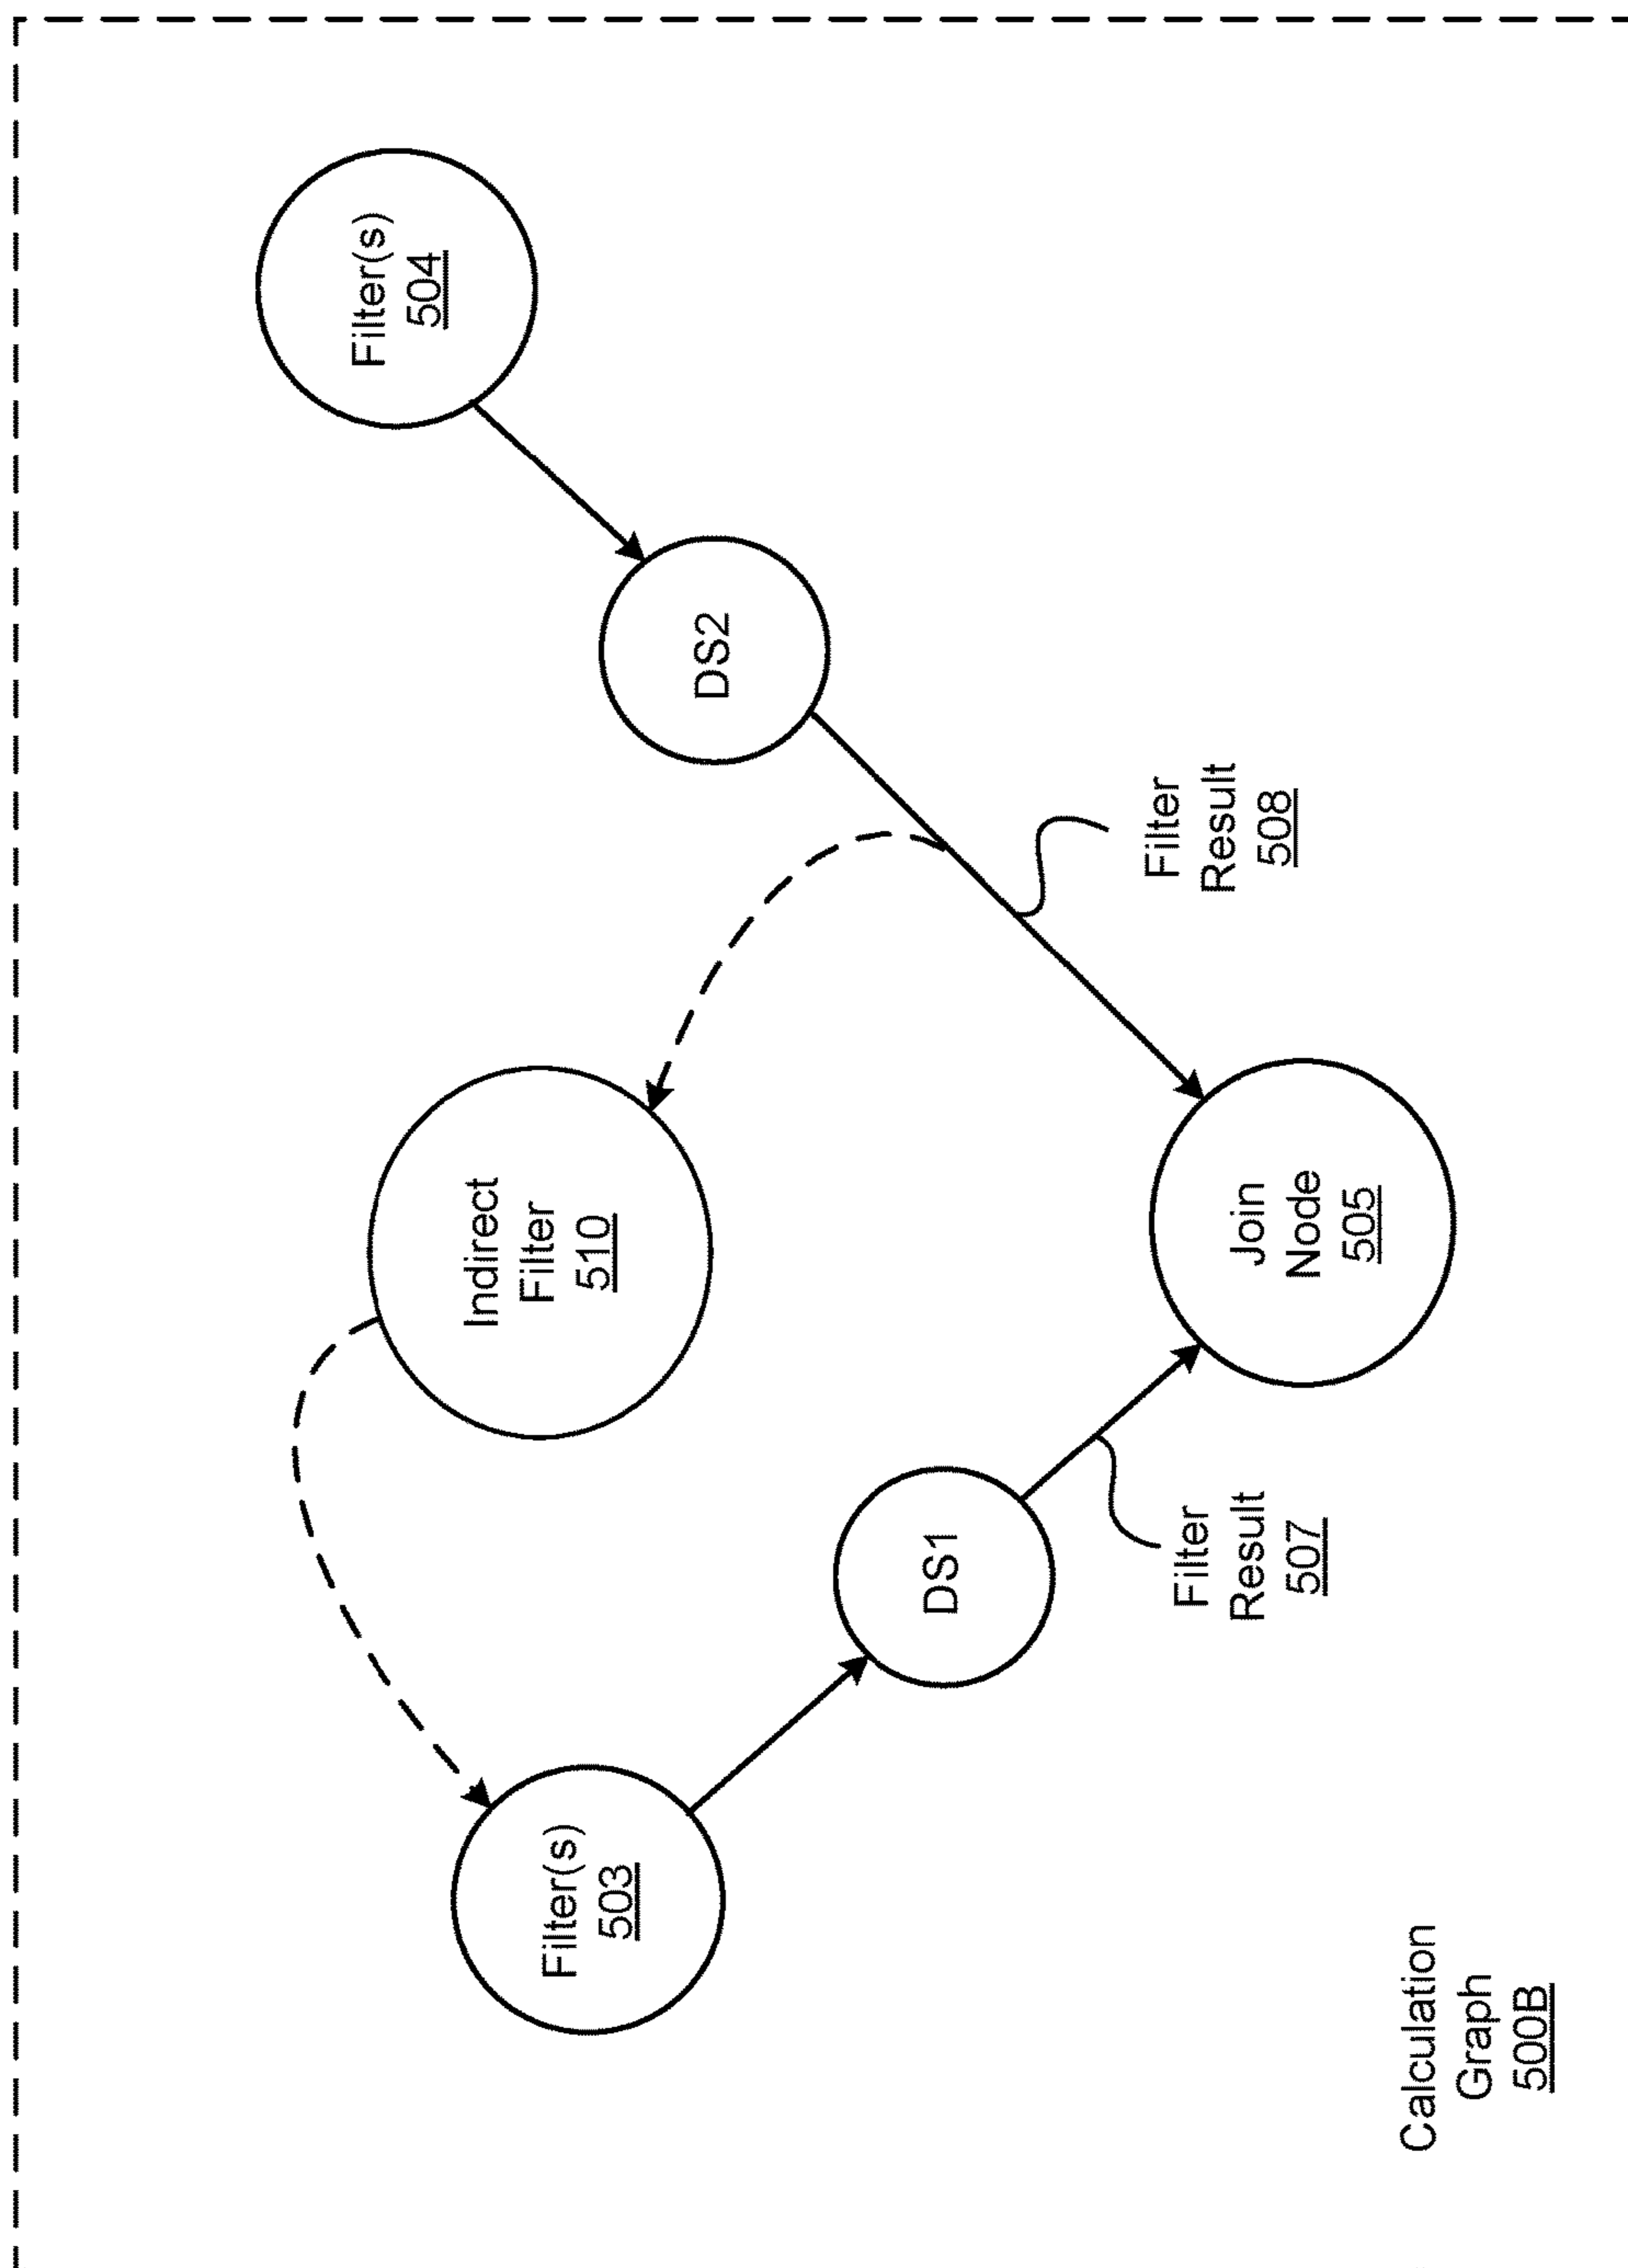 Filter(s)
503
Indirect
Filter
510
Filter(s)
504
DS1
DS2
Filter
Result
507
Join
Node
505
Filter
Result
508
Calculation
Graph
500B